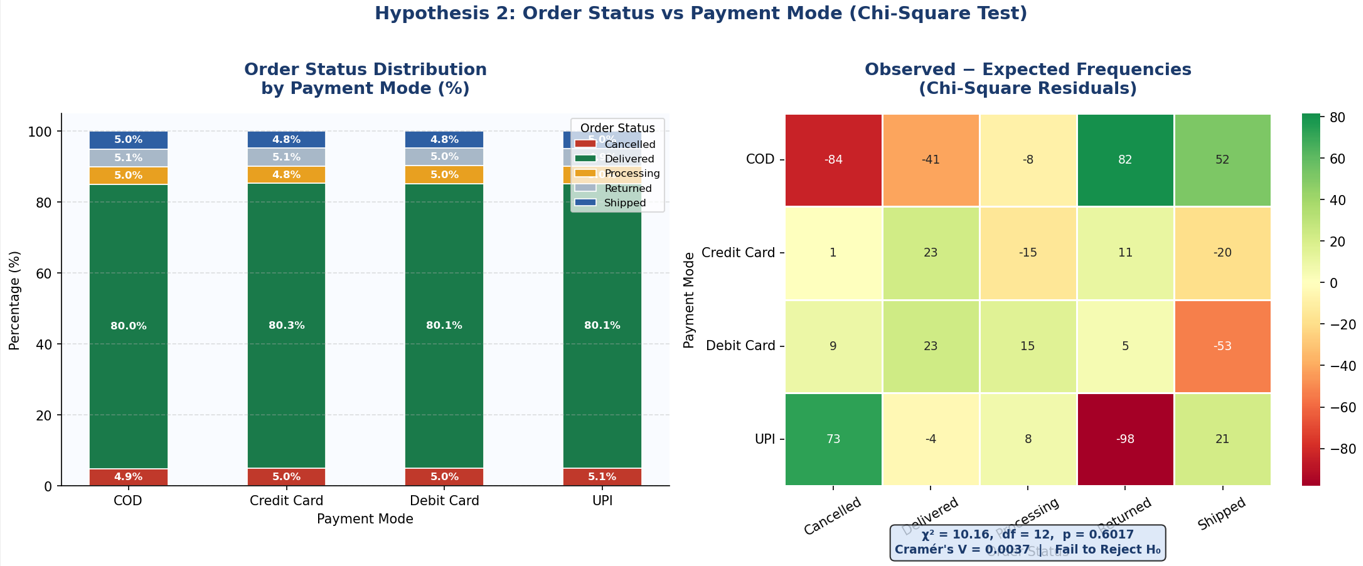 Hypothesis 2: Order Status vs Payment Mode (Chi-Square Test)
Order Status Distribution
by Payment Mode (%)
Percentage (%)
100
80
60
40
20
0
5.0% 4.8% 4.8%
5.1% 5.1% 5.0%
5.0% 4.8% 5.0%
80.0% 80.3% 80.1% 80.1%
4.9% 5.0% 5.0% 5.1%
COD Credit Card Debit Card UPI
Payment Mode
Order Status
Cancelled
Delivered
Processing
Returned
Shipped
Observed − Expected Frequencies
(Chi-Square Residuals)
Payment Mode
COD -84 -41 -8 82 52
Credit Card 1 23 -15 11 -20
Debit Card 9 23 15 5 -53
UPI 73 -4 8 -98 21
Cancelled Delivered Processing Returned Shipped
Order Status
χ² = 10.16, df = 12, p = 0.6017
Cramér's V = 0.0037 | Fail to Reject H₀
80
60
40
20
0
−20
−40
−60
−80